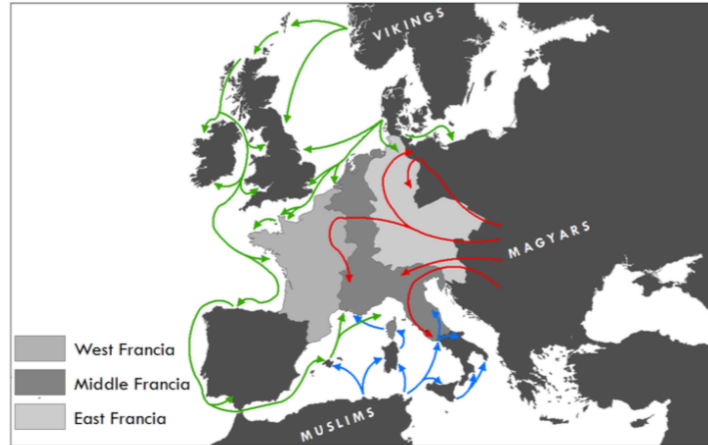 VIKINGS
MAGYARS
West Francia
Middle Francia
East Francia
MUSLIMS